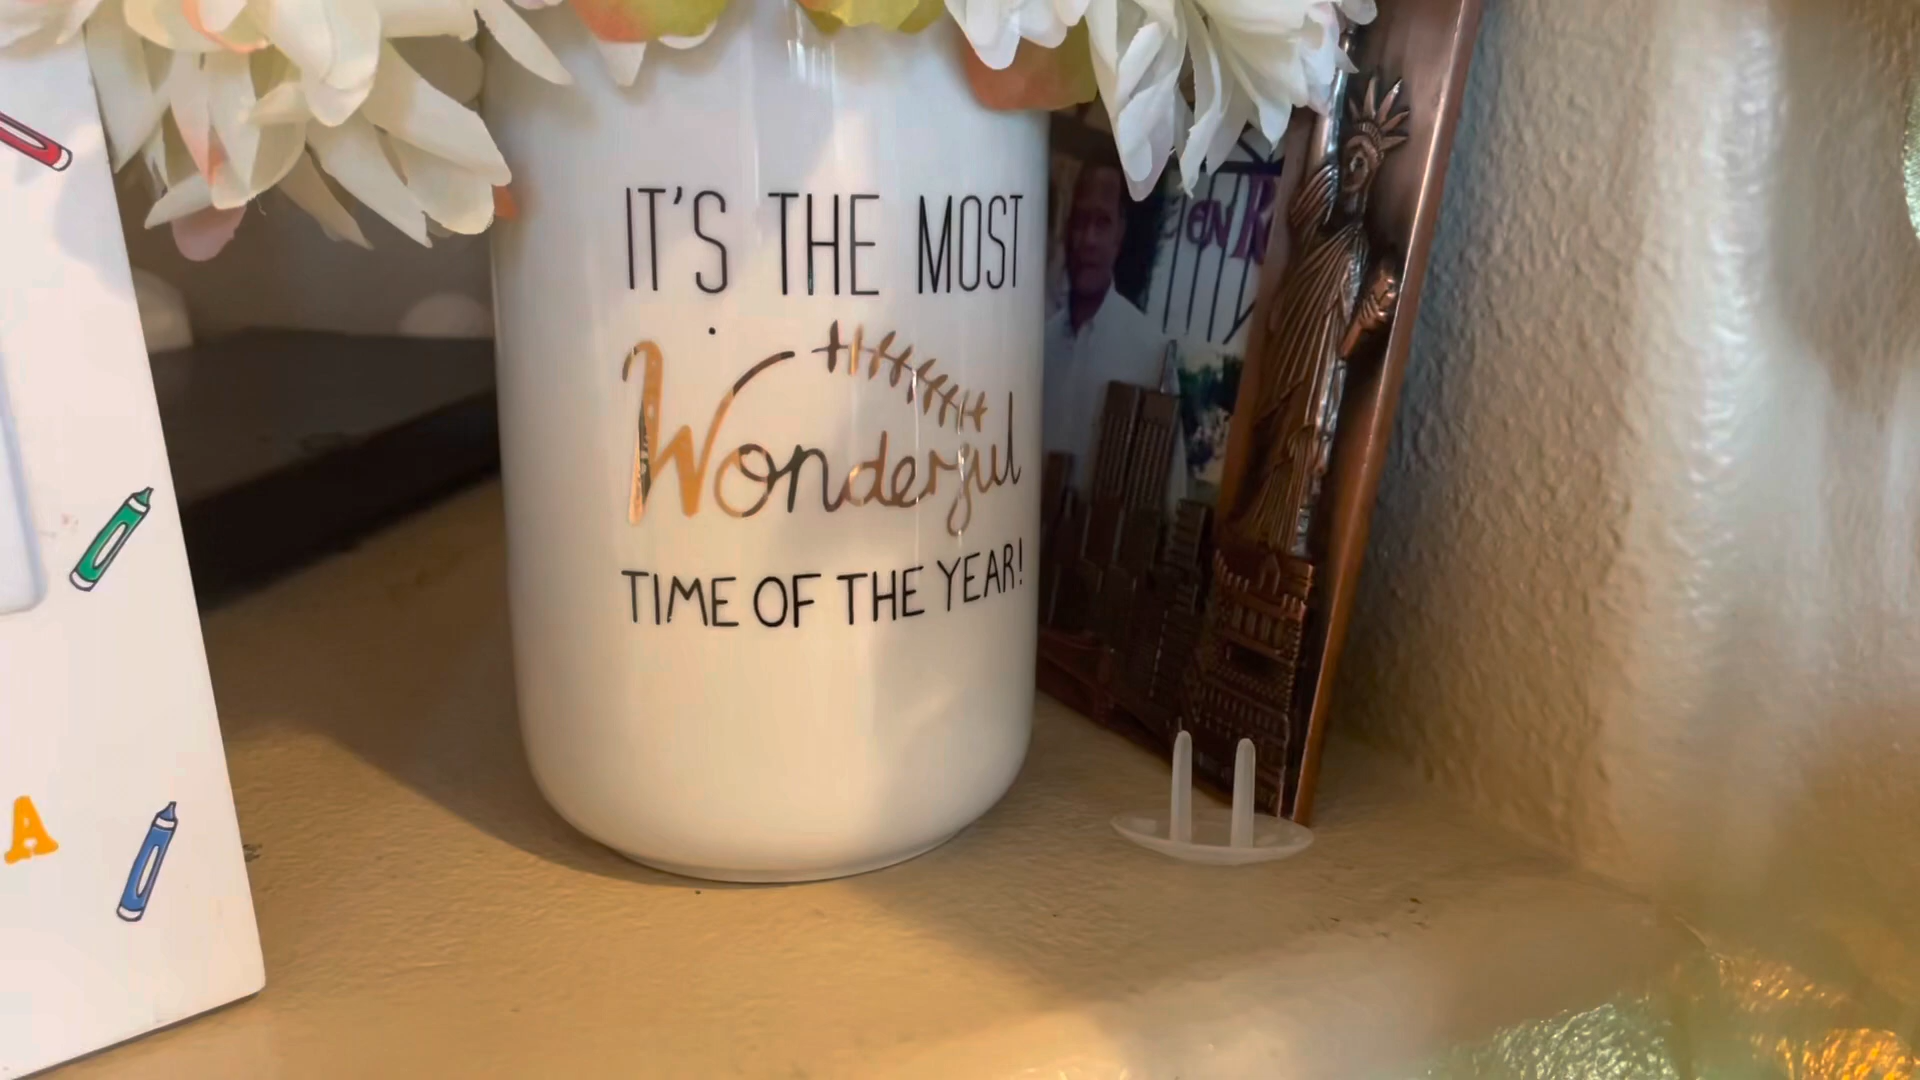 IT'S THE MOST
Wonderful
TIME OF THE YEAR!
A